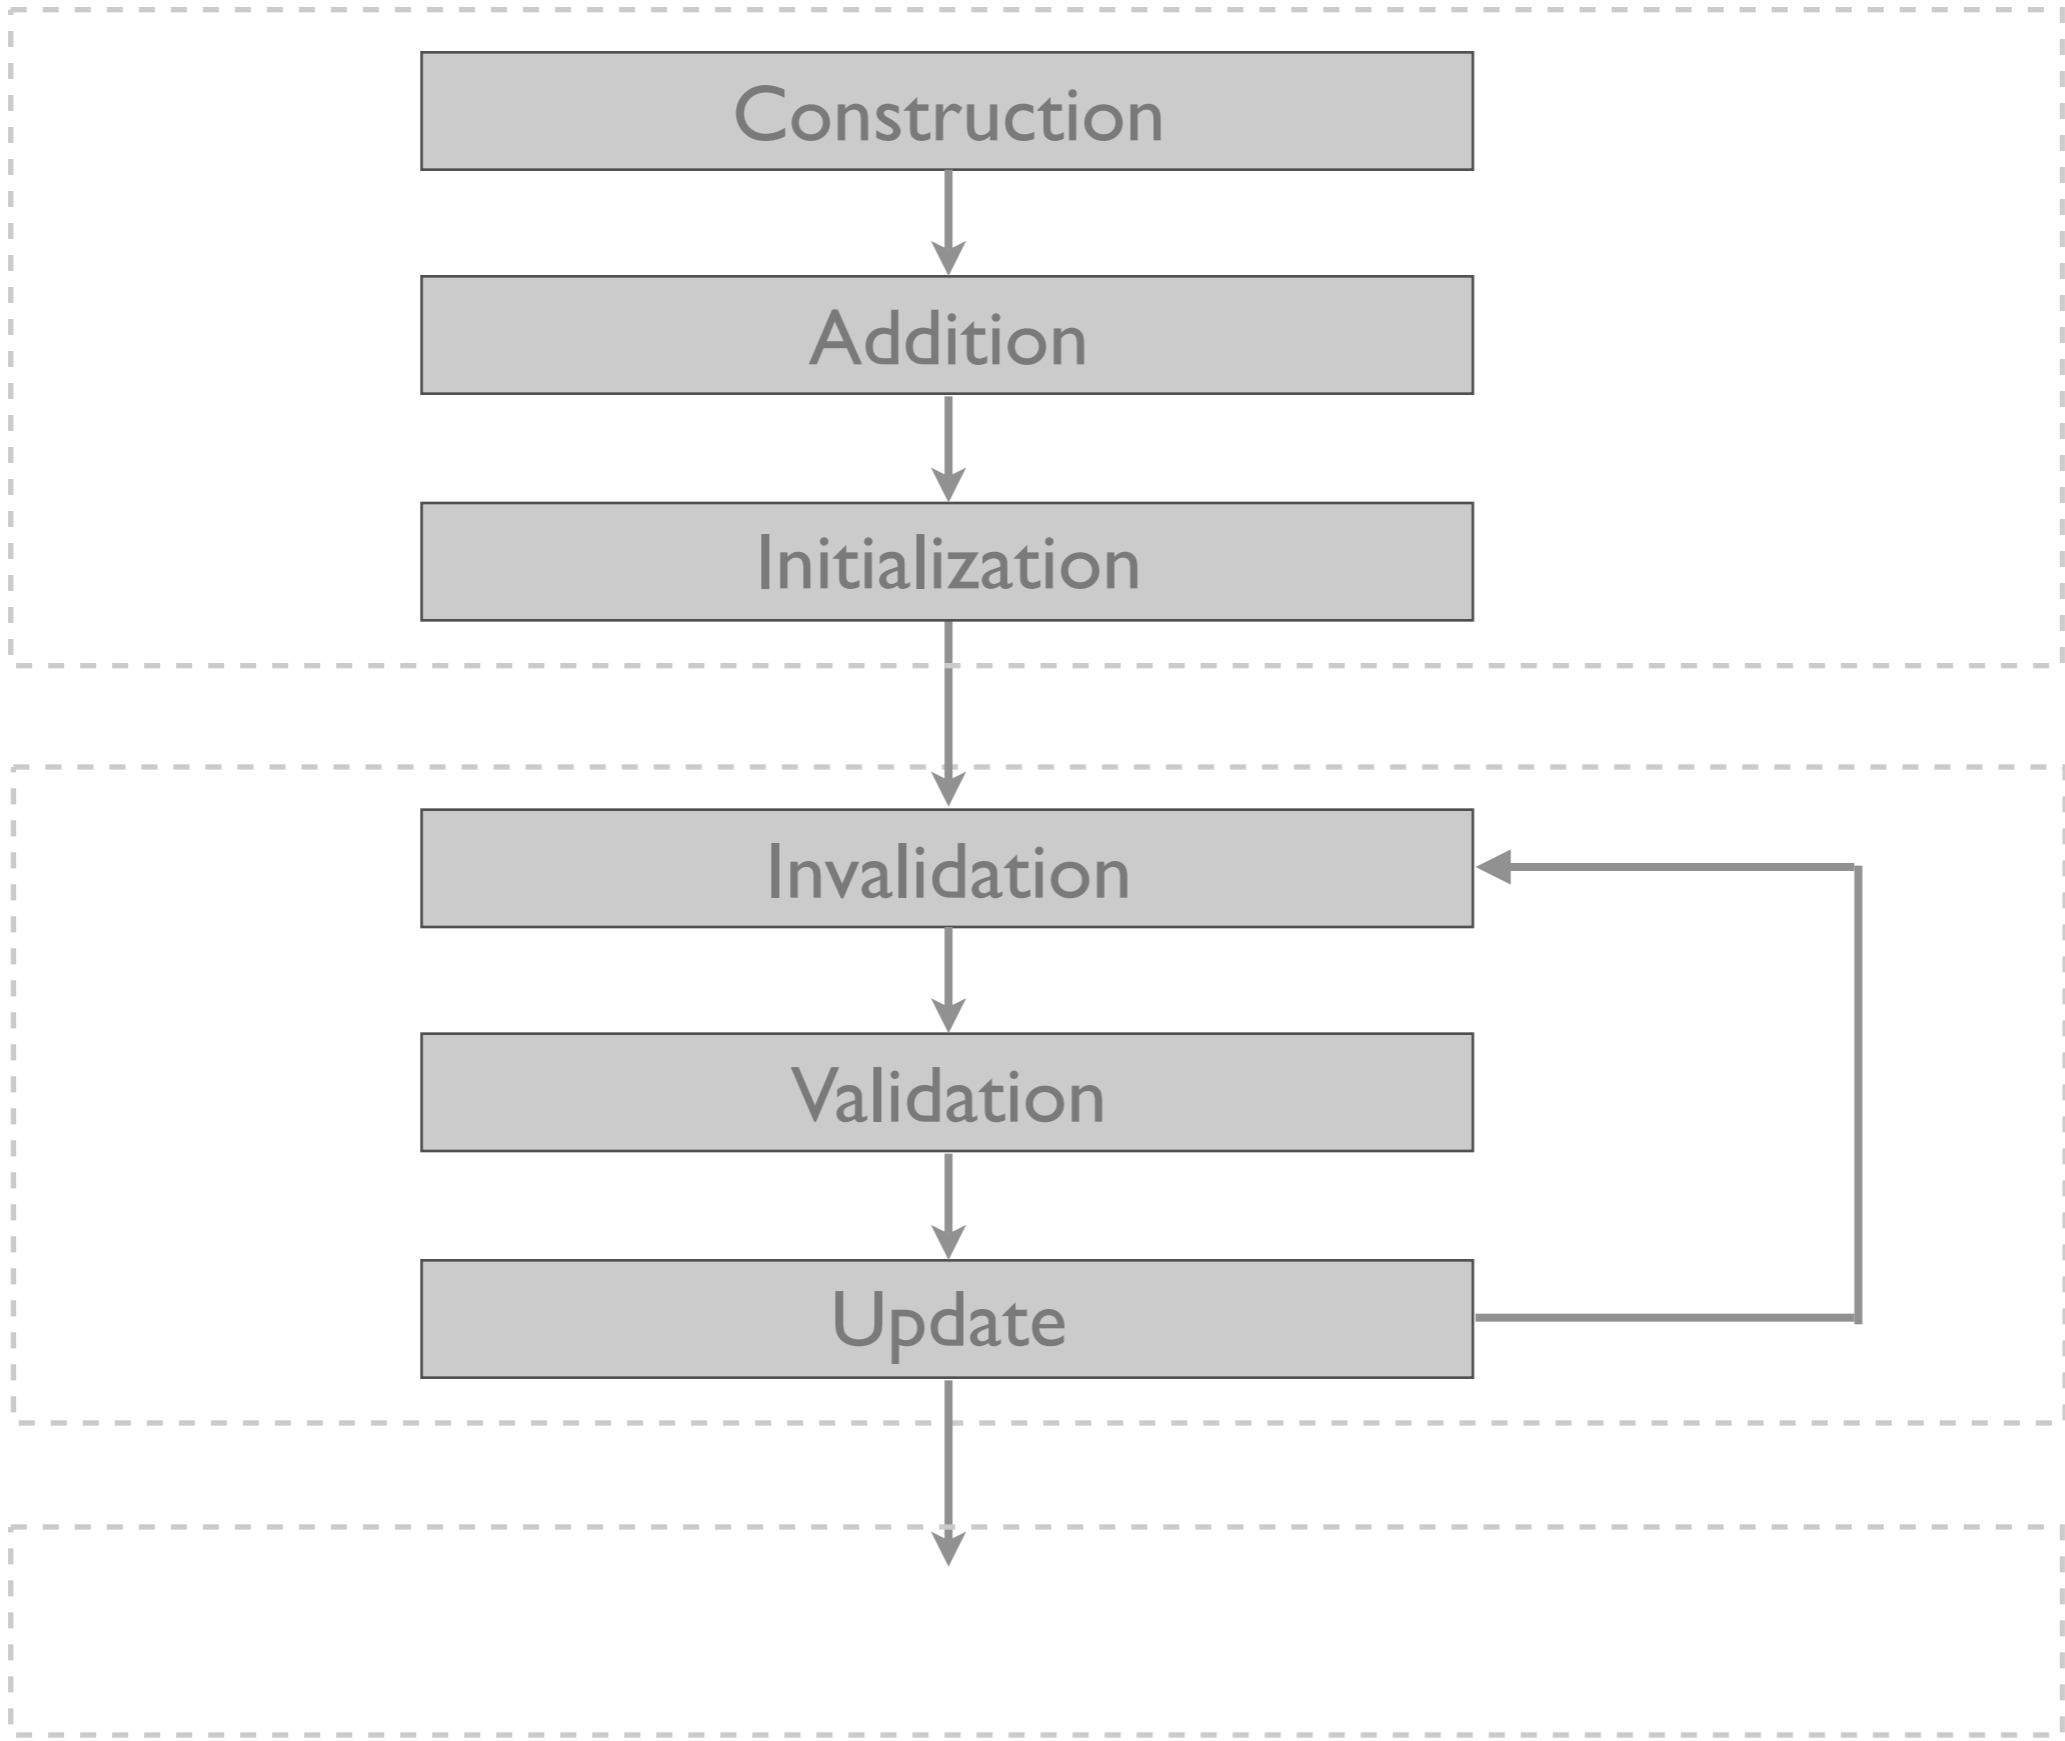 Construction
Addition
Initialization
Invalidation
Validation
Update